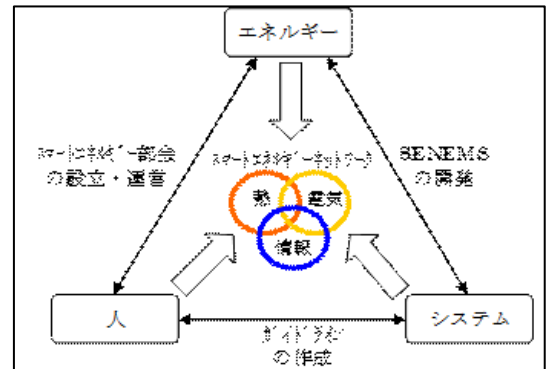 エネルギー
ｽﾏｰﾄｴﾈﾙｷﾞｰ部会
の設立・運営
ｽﾏｰﾄｴﾈﾙｷﾞｰﾈｯﾄﾜｰｸ
SENEMS
の開発
熱
電気
情報
人
システム
ｶﾞｲﾄﾞﾗｲﾝ
の作成